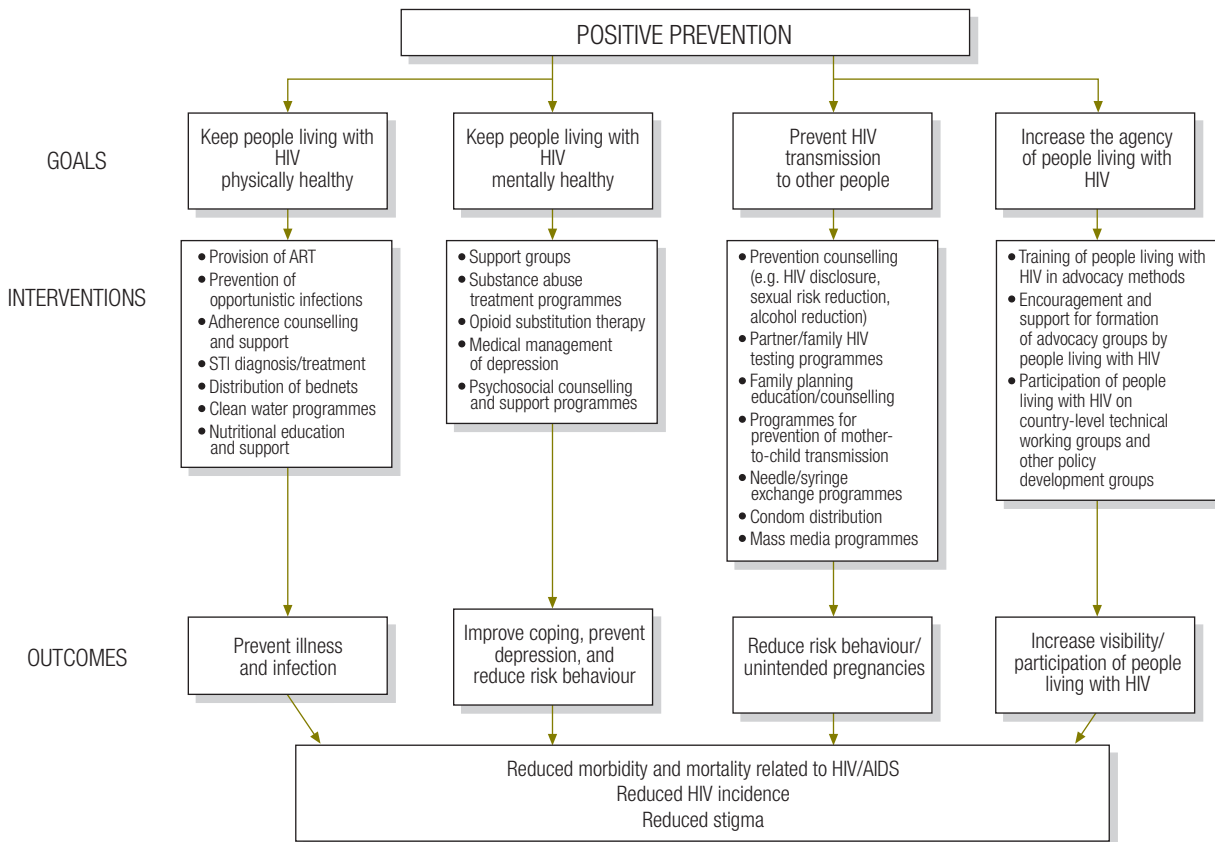 POSITIVE PREVENTION
GOALS
Keep people living with
HIV
physically healthy
Keep people living with
HIV
mentally healthy
Prevent HIV
transmission
to other people
Increase the agency
of people living with
HIV
INTERVENTIONS
• Provision of ART
• Prevention of
opportunistic infections
• Adherence counselling
and support
• STI diagnosis/treatment
• Distribution of bednets
• Clean water programmes
• Nutritional education
and support
• Support groups
• Substance abuse
treatment programmes
• Opioid substitution therapy
• Medical management
of depression
• Psychosocial counselling
and support programmes
• Prevention counselling
(e.g. HIV disclosure,
sexual risk reduction,
alcohol reduction)
• Partner/family HIV
testing programmes
• Family planning
education/counselling
• Programmes for
prevention of mother-
to-child transmission
• Needle/syringe
exchange programmes
• Condom distribution
• Mass media programmes
• Training of people living with
HIV in advocacy methods
• Encouragement and
support for formation
of advocacy groups by
people living with HIV
• Participation of people
living with HIV on
country-level technical
working groups and
other policy
development groups
OUTCOMES
Prevent illness
and infection
Improve coping, prevent
depression, and
reduce risk behaviour
Reduce risk behaviour/
unintended pregnancies
Increase visibility/
participation of people
living with HIV
Reduced morbidity and mortality related to HIV/AIDS
Reduced HIV incidence
Reduced stigma